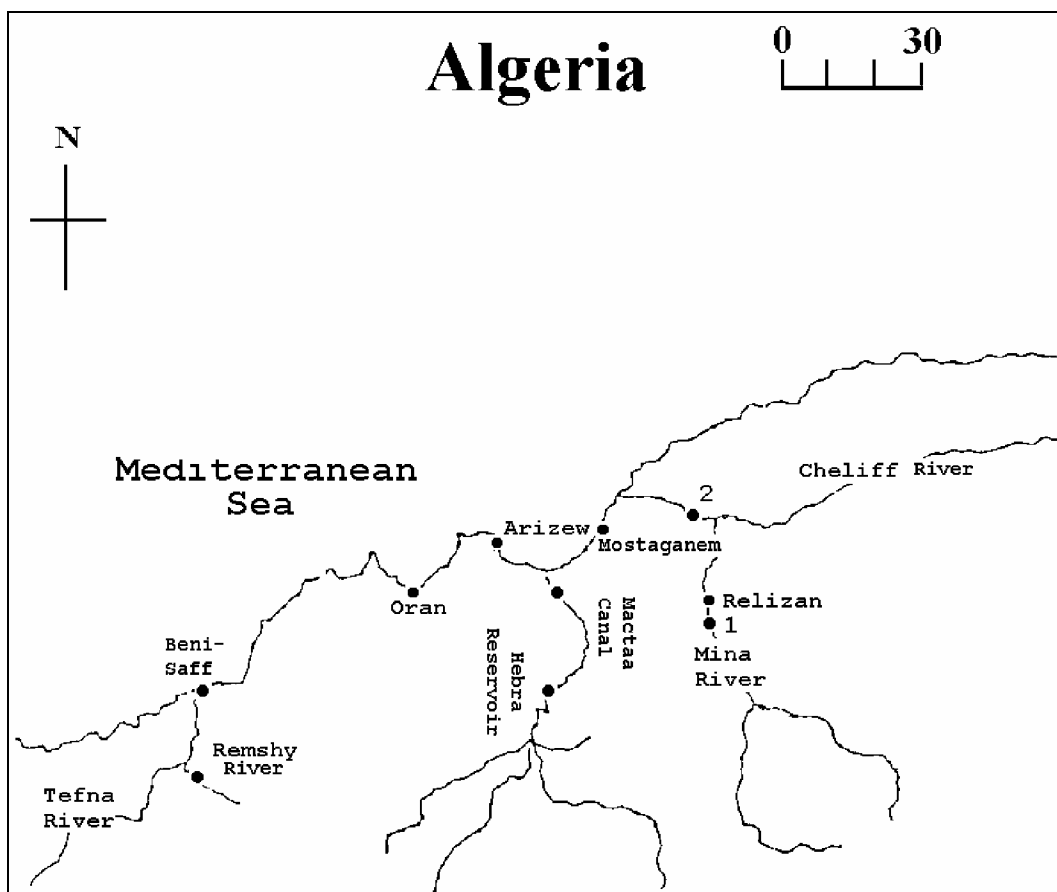 Algeria
0 30
N
Mediterranean
Sea
Cheliff River
2
Arizew
Mostaganem
Oran
Mactaa
Canal
Relizan
1
Mina
River
Beni-
Saff
Hebra
Reservoir
Remshy
River
Tefna
River